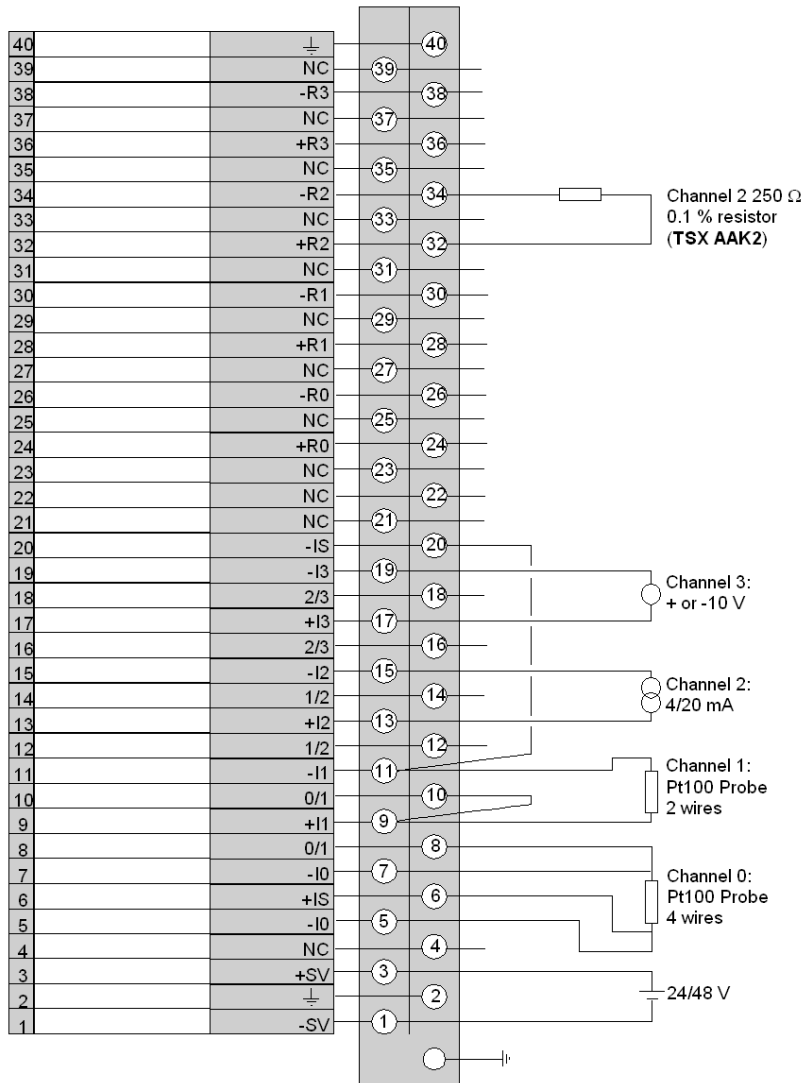 40 ⏚ 40
39 NC 39
38 -R3 38
37 NC 37
36 +R3 36
35 NC 35
34 -R2 34
33 NC 33
32 +R2 32
31 NC 31
30 -R1 30
29 NC 29
28 +R1 28
27 NC 27
26 -R0 26
25 NC 25
24 +R0 24
23 NC 23
22 NC 22
21 NC 21
20 -IS 20
19 -I3 19
18 2/3 18
17 +I3 17
16 2/3 16
15 -I2 15
14 1/2 14
13 +I2 13
12 1/2 12
11 -I1 11
10 0/1 10
9 +I1 9
8 0/1 8
7 -I0 7
6 +IS 6
5 -I0 5
4 NC 4
3 +SV 3
2 ⏚ 2
1 -SV 1
Channel 2 250 Ω
0.1 % resistor
(TSX AAK2)
Channel 3:
+ or -10 V
Channel 2:
4/20 mA
Channel 1:
Pt100 Probe
2 wires
Channel 0:
Pt100 Probe
4 wires
24/48 V